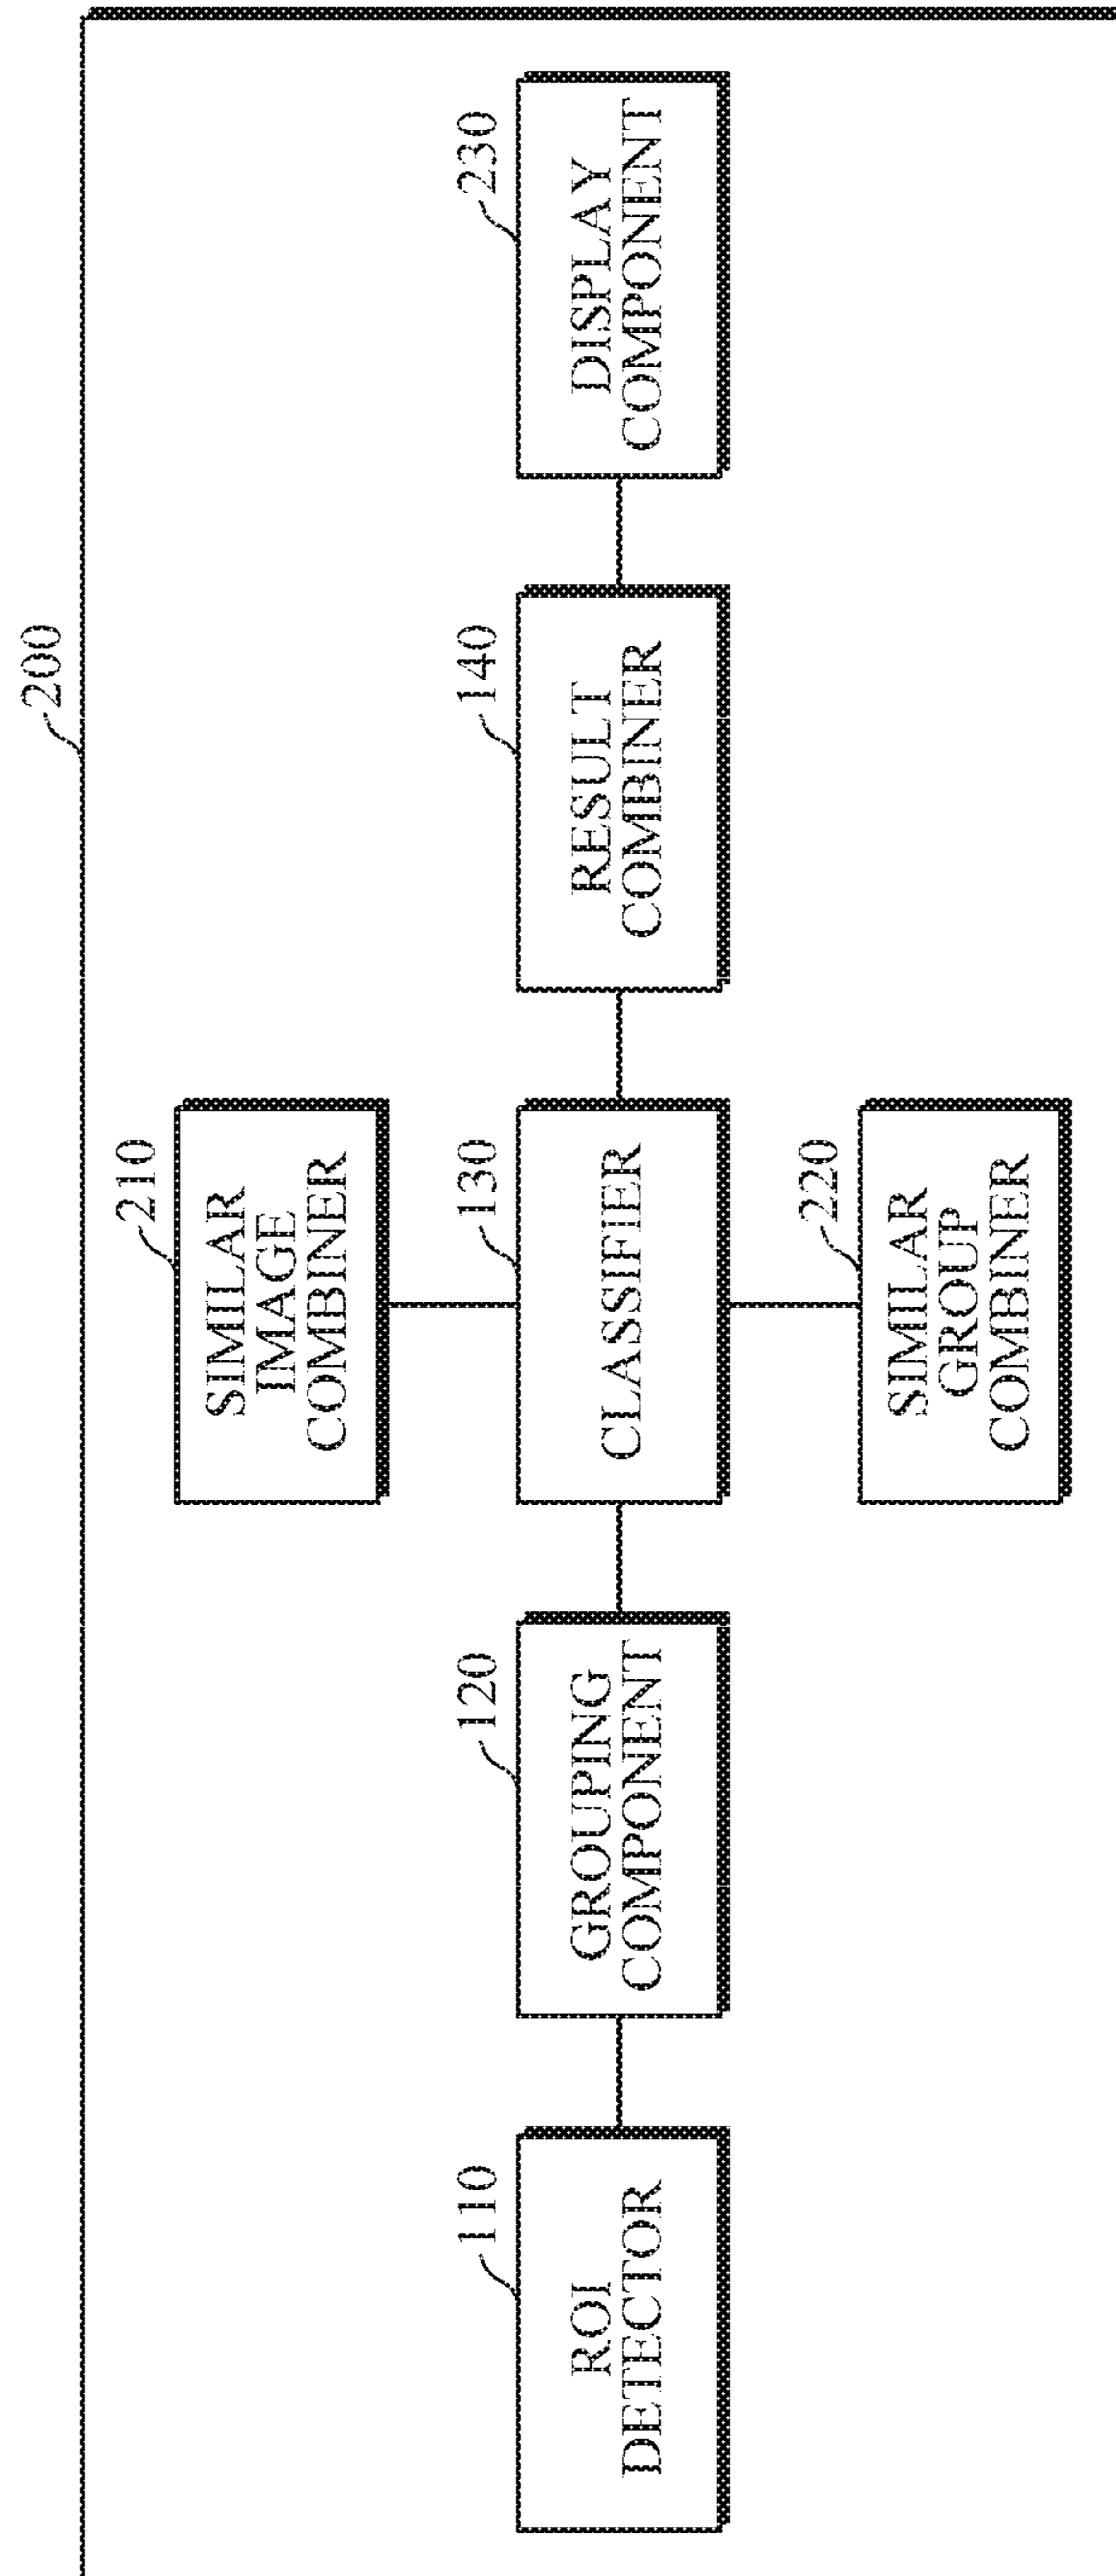 200
210
SIMILAR
IMAGE
COMBINER
110
ROI
DETECTOR
120
GROUPING
COMPONENT
130
CLASSIFIER
140
RESULT
COMBINER
230
DISPLAY
COMPONENT
220
SIMILAR
GROUP
COMBINER